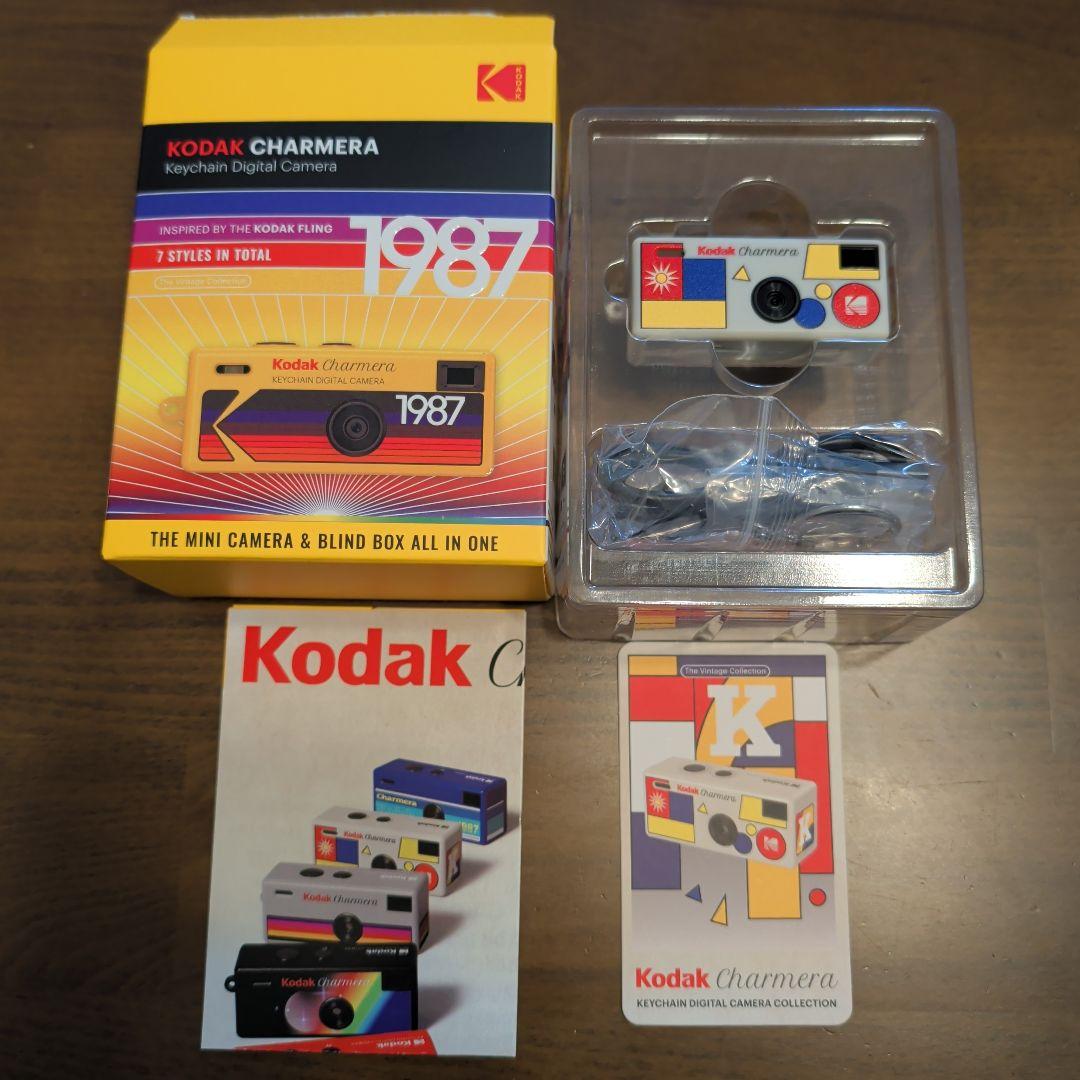 KODAK
KODAK CHARMERA
Keychain Digital Camera
INSPIRED BY THE KODAK FLING
7 STYLES IN TOTAL
1987
The Vintage Collection
Kodak Charmera
KEYCHAIN DIGITAL CAMERA
1987
THE MINI CAMERA & BLIND BOX ALL IN ONE
Kodak Charmera
Kodak C
Charmera
1987
Kodak Charmera
Kodak Charmera
Kodak
Kodak Charmera
The Vintage Collection
K
Kodak Charmera
K
Kodak Charmera
KEYCHAIN DIGITAL CAMERA COLLECTION